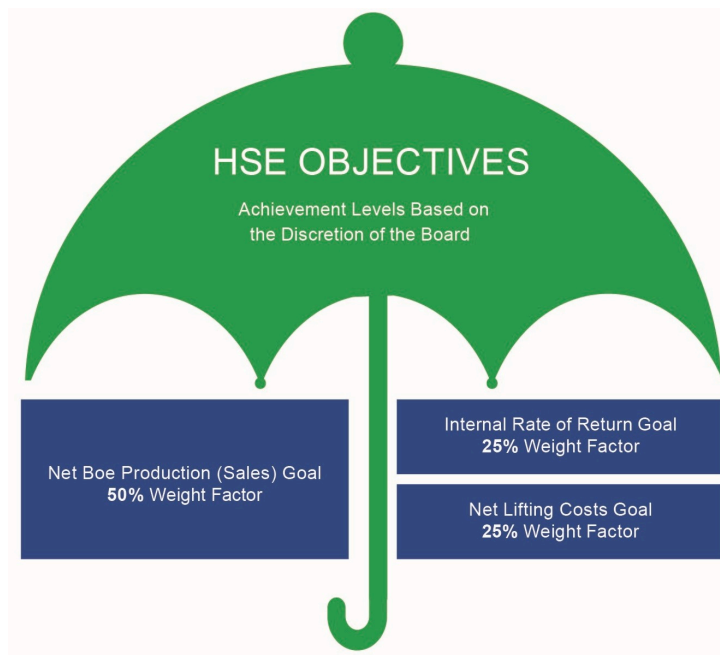 HSE OBJECTIVES
Achievement Levels Based on
the Discretion of the Board
Net Boe Production (Sales) Goal
50% Weight Factor
Internal Rate of Return Goal
25% Weight Factor
Net Lifting Costs Goal
25% Weight Factor